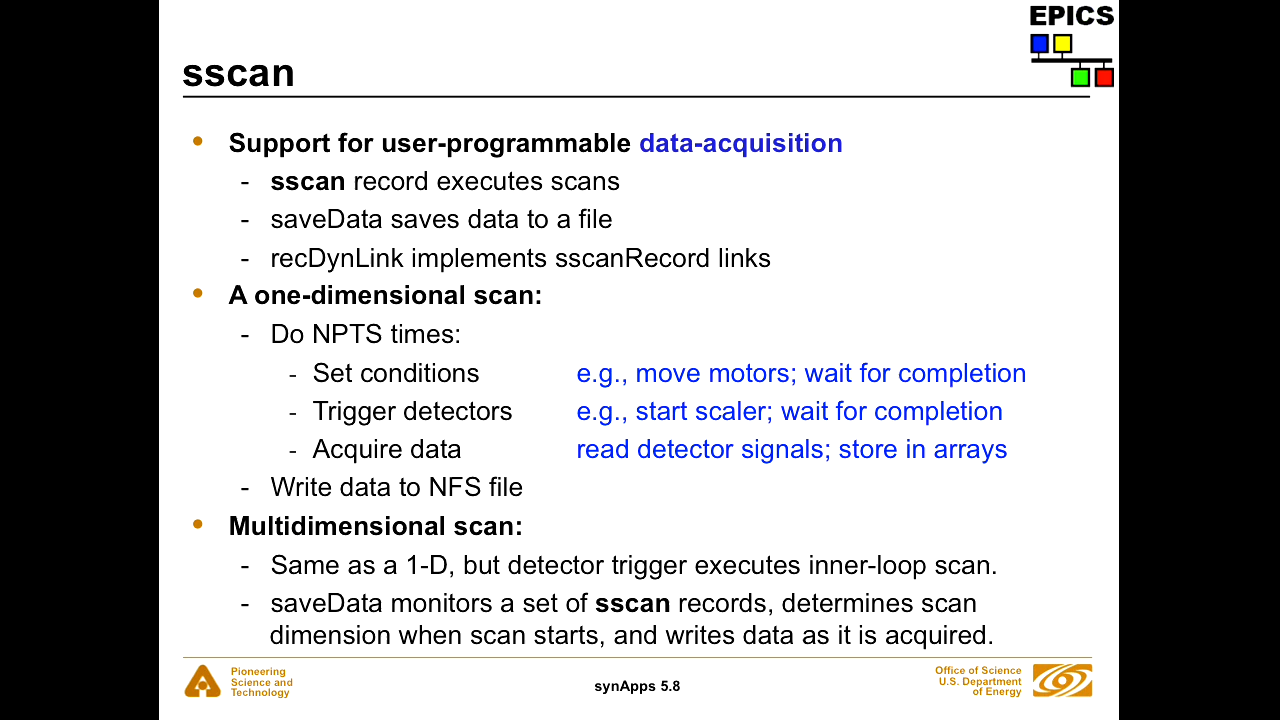 EPICS
sscan
• Support for user-programmable data-acquisition
- sscan record executes scans
- saveData saves data to a file
- recDynLink implements sscanRecord links
• A one-dimensional scan:
- Do NPTS times:
- Set conditions e.g., move motors; wait for completion
- Trigger detectors e.g., start scaler; wait for completion
- Acquire data read detector signals; store in arrays
- Write data to NFS file
• Multidimensional scan:
- Same as a 1-D, but detector trigger executes inner-loop scan.
- saveData monitors a set of sscan records, determines scan
dimension when scan starts, and writes data as it is acquired.
Pioneering
Science and
Technology
synApps 5.8
Office of Science
U.S. Department
of Energy